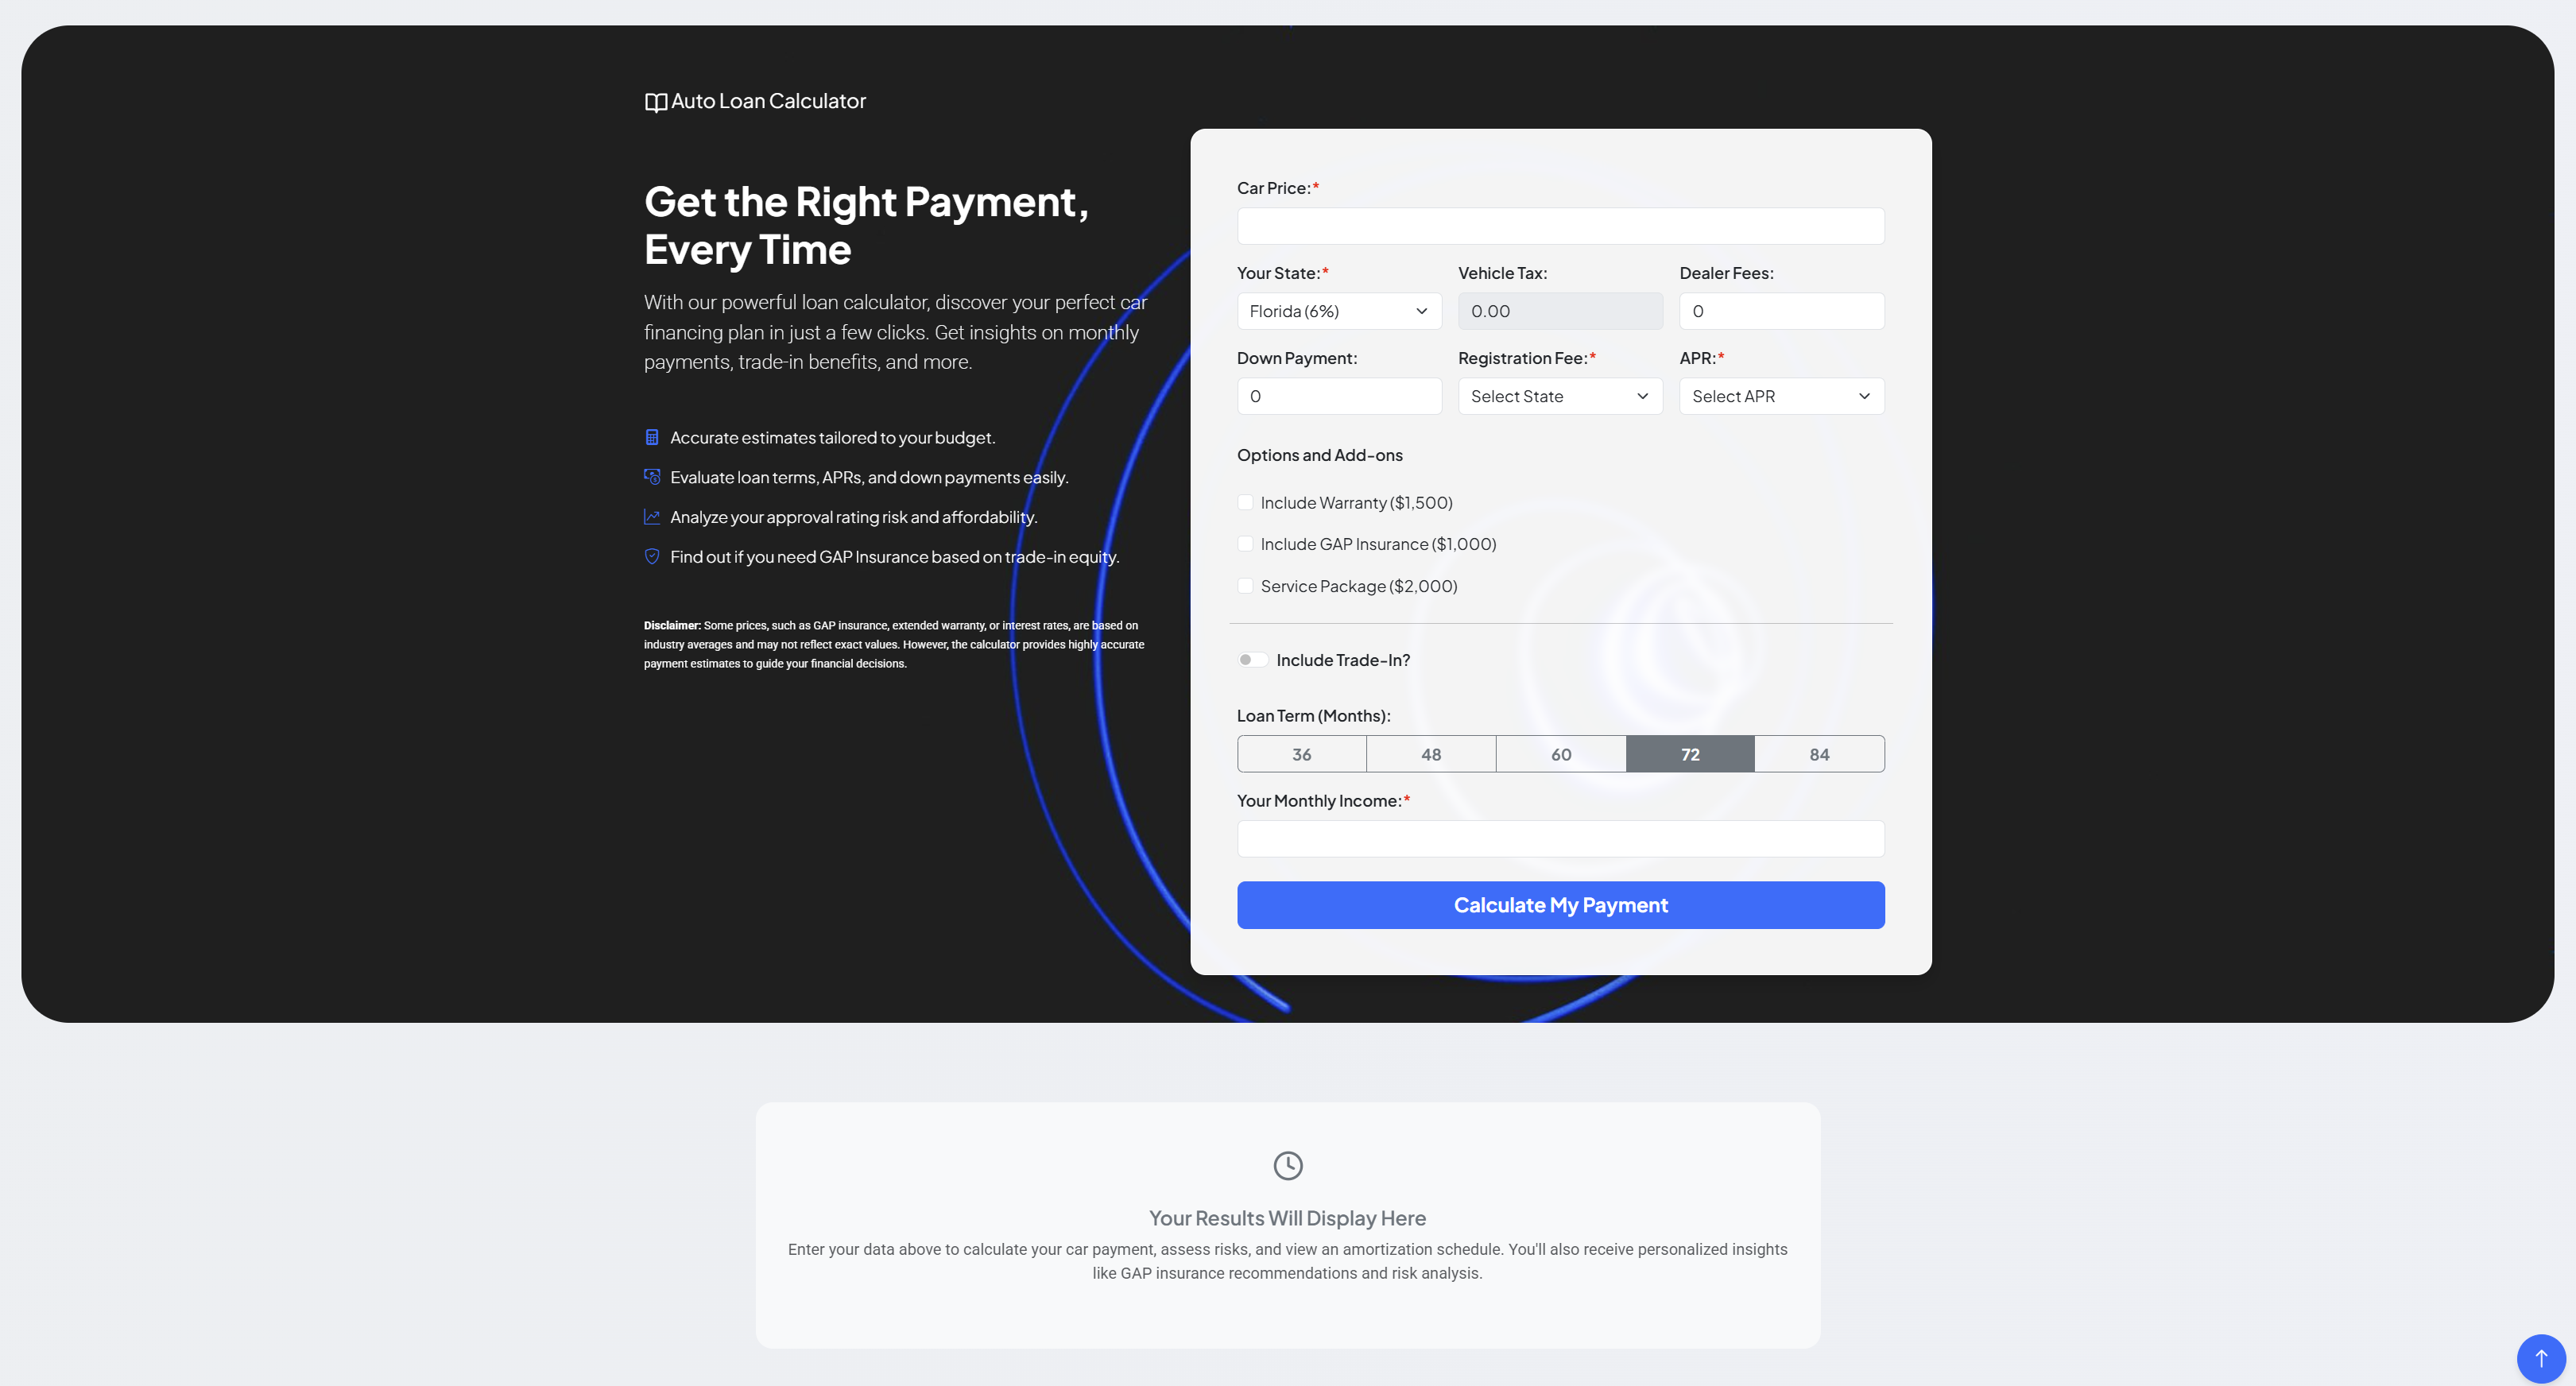 Auto Loan Calculator
Get the Right Payment,
Every Time
With our powerful loan calculator, discover your perfect car
financing plan in just a few clicks. Get insights on monthly
payments, trade-in benefits, and more.
Accurate estimates tailored to your budget.
Evaluate loan terms, APRs, and down payments easily.
Analyze your approval rating risk and affordability.
Find out if you need GAP Insurance based on trade-in equity.
Disclaimer: Some prices, such as GAP insurance, extended warranty, or interest rates, are based on
industry averages and may not reflect exact values. However, the calculator provides highly accurate
payment estimates to guide your financial decisions.
Car Price:*
Your State:* Vehicle Tax: Dealer Fees:
Florida (6%) 0.00 0
Down Payment: Registration Fee:* APR:*
0 Select State Select APR
Options and Add-ons
Include Warranty ($1,500)
Include GAP Insurance ($1,000)
Service Package ($2,000)
Include Trade-In?
Loan Term (Months):
36 48 60 72 84
Your Monthly Income:*
Calculate My Payment
Your Results Will Display Here
Enter your data above to calculate your car payment, assess risks, and view an amortization schedule. You'll also receive personalized insights
like GAP insurance recommendations and risk analysis.